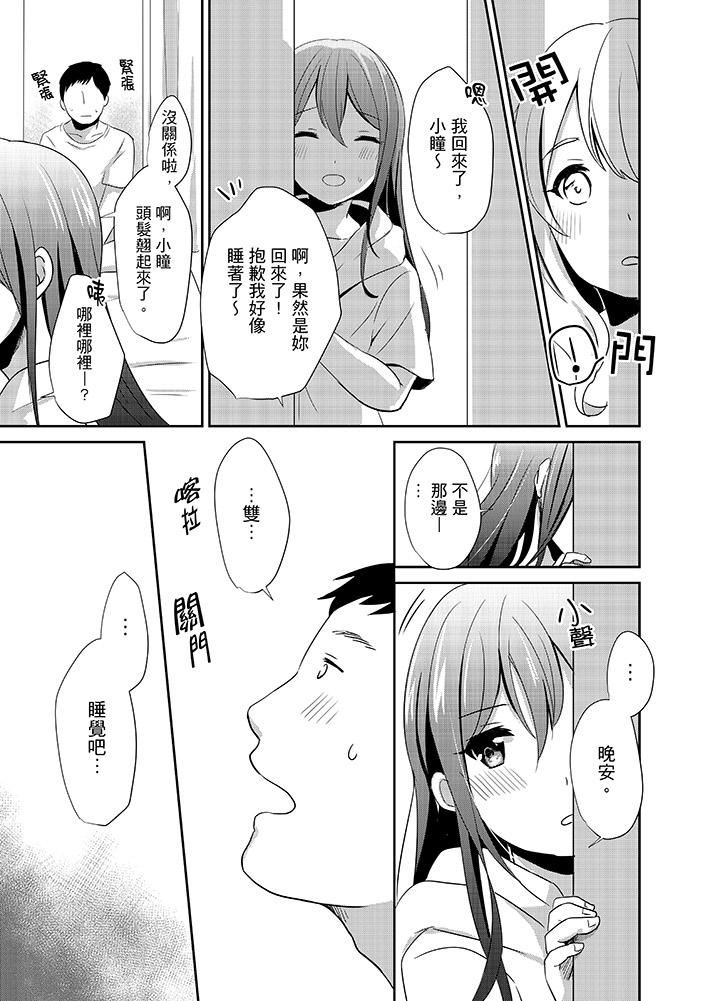 開
門
！
嗯
我回來了，
小瞳～
啊，果然是妳
回來了！
抱歉我好像
睡著了～
沒關係啦，
啊，小瞳
頭髮翹起來了。
緊張
緊張
咦
哪裡哪裡—？
不是
那邊—
…
小聲
…
晚安。
…雙…
喀拉
關門
…
睡覺吧…